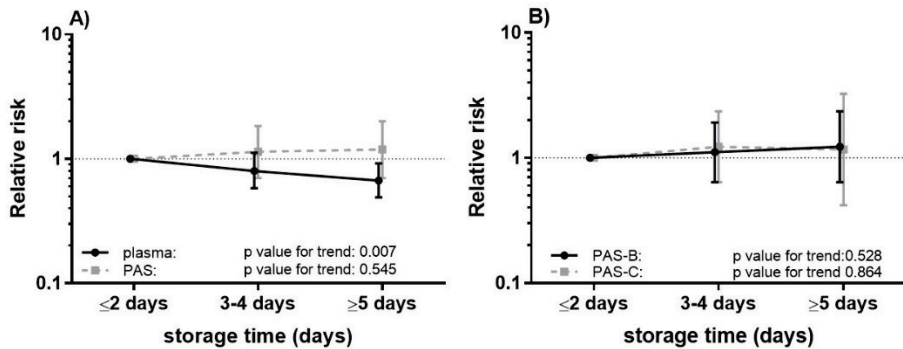 A)
Relative risk
10
1
0.1
plasma: p value for trend: 0.007
PAS: p value for trend: 0.545
≤2 days 3-4 days ≥5 days
storage time (days)
B)
Relative risk
10
1
0.1
PAS-B: p value for trend:0.528
PAS-C: p value for trend 0.864
≤2 days 3-4 days ≥5 days
storage time (days)